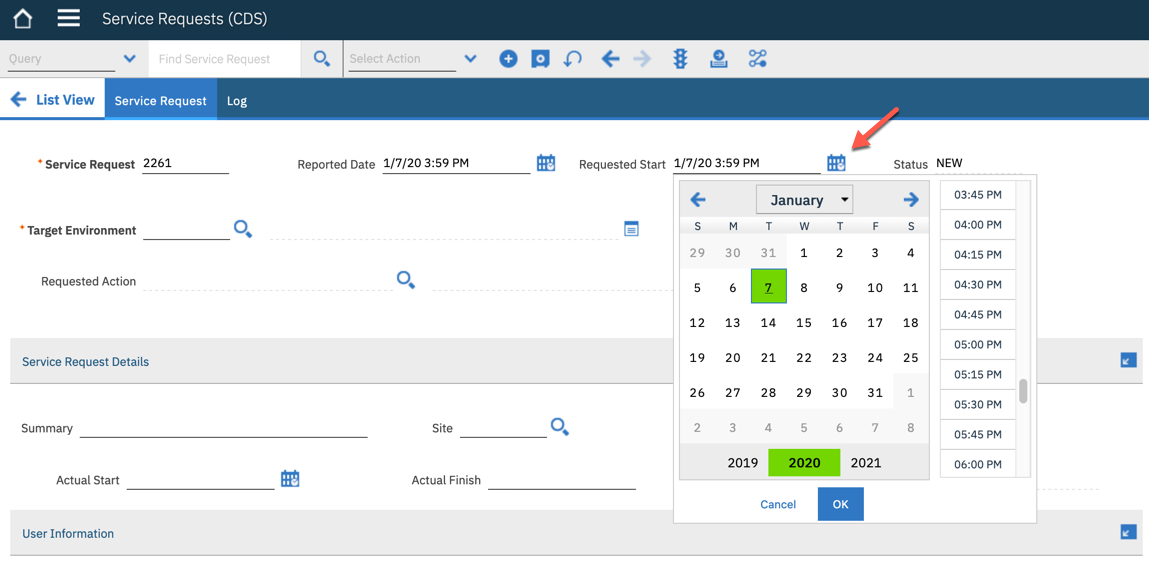 Service Requests (CDS)
Query Find Service Request Select Action
List View Service Request Log
* Service Request 2261 Reported Date 1/7/20 3:59 PM Requested Start 1/7/20 3:59 PM Status NEW
* Target Environment
Requested Action
Service Request Details
Summary Site
Actual Start Actual Finish
User Information
January
S M T W T F S
29 30 31 1 2 3 4
5 6 7 8 9 10 11
12 13 14 15 16 17 18
19 20 21 22 23 24 25
26 27 28 29 30 31 1
2 3 4 5 6 7 8
2019 2020 2021
03:45 PM
04:00 PM
04:15 PM
04:30 PM
04:45 PM
05:00 PM
05:15 PM
05:30 PM
05:45 PM
06:00 PM
Cancel OK